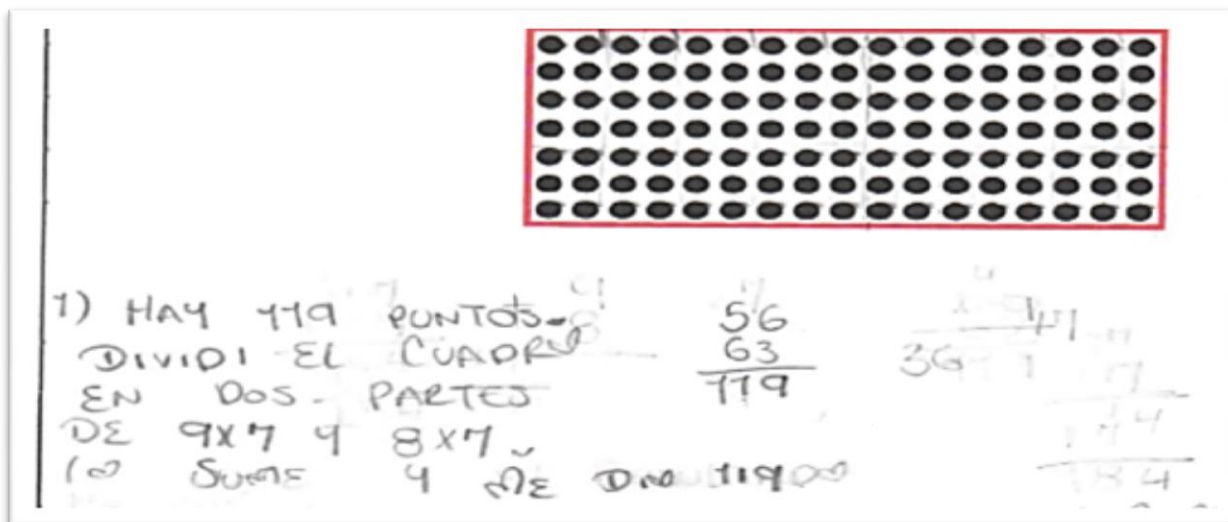 1) HAY 119 PUNTOS.
DIVIDI EL CUADRO
EN DOS PARTES
DE 9X7 Y 8X7.
SUME Y ME DIO 119
56
63
119
36